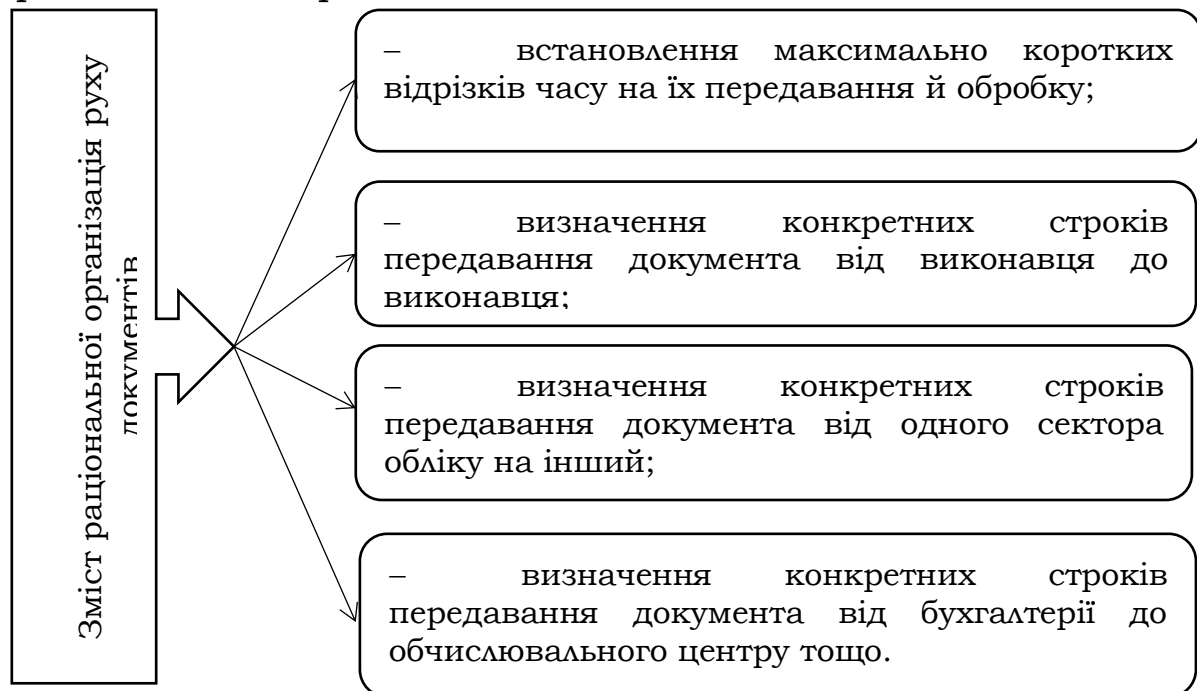 Зміст раціональної організація руху
документів
– встановлення максимально коротких
відрізків часу на їх передавання й обробку;
– визначення конкретних строків
передавання документа від виконавця до
виконавця;
– визначення конкретних строків
передавання документа від одного сектора
обліку на інший;
– визначення конкретних строків
передавання документа від бухгалтерії до
обчислювального центру тощо.